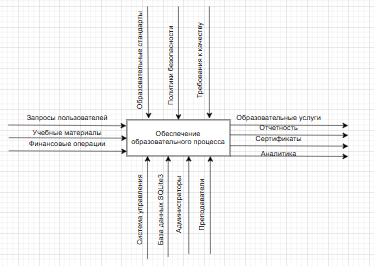 Образовательные стандарты
Политики безопасности
Требования к качеству
Запросы пользователей
Учебные материалы
Финансовые операции
Обеспечение
образовательного процесса
Образовательные услуги
Отчетность
Сертификаты
Аналитика
Система управления
База данных SQLite3
Администраторы
Преподаватели